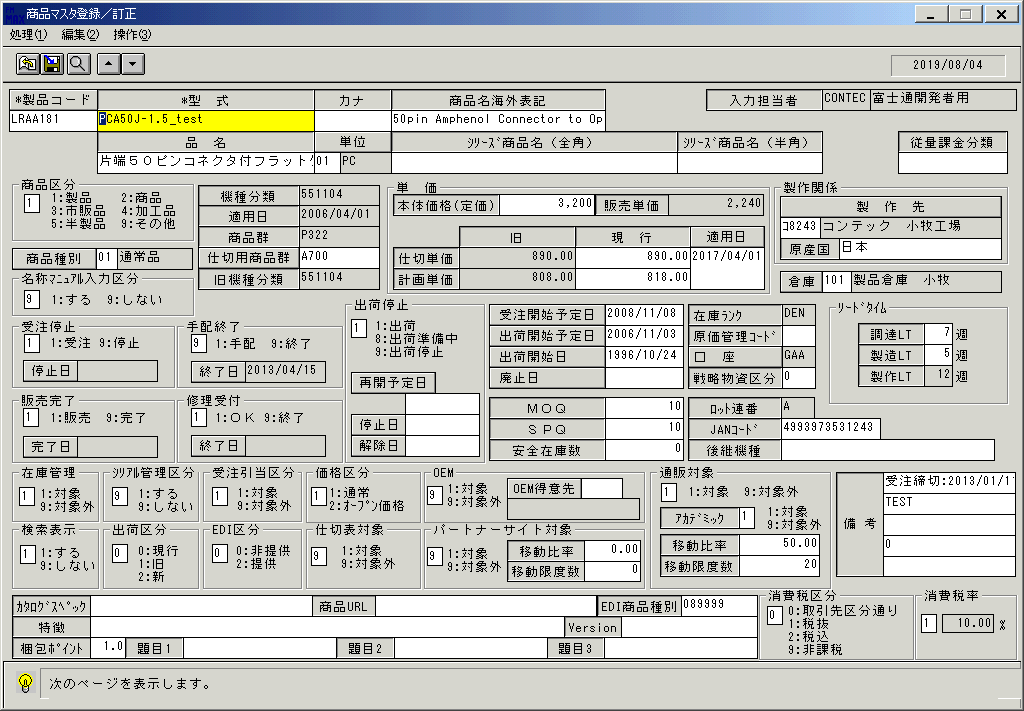 商品マスタ登録／訂正
処理(1) 編集(2) 操作(3)
2019/08/04
*製品コード *型 式 カナ 商品名海外表記 入力担当者 CONTEC 富士通開発者用
LRAA181 PCA50J-1.5_test 50pin Amphenol Connector to Op
品 名 単位 ｼﾘｰｽﾞ商品名（全角） ｼﾘｰｽﾞ商品名（半角） 従量課金分類
片端５０ピンコネクタ付フラット 01 PC
商品区分
1 1:製品 2:商品
3:市販品 4:加工品
5:半製品 9:その他
商品種別 01 通常品
名称ﾏﾆｭｱﾙ入力区分
9 1:する 9:しない
機種分類 551104
適用日 2006/04/01
商品群 P322
仕切用商品群 A700
旧機種分類 551104
単 価
本体価格(定価) 3,200 販売単価 2,240
旧 現 行 適用日
仕切単価 890.00 890.00 2017/04/01
計画単価 808.00 818.00
製作関係
製 作 先
ｺ8243 コンテック 小牧工場
原産国 日本
倉庫 101 製品倉庫 小牧
受注停止
1 1:受注 9:停止
停止日
手配終了
9 1:手配 9:終了
終了日 2013/04/15
販売完了
1 1:販売 9:完了
完了日
修理受付
1 1:ＯＫ 9:終了
終了日
出荷停止
1 1:出荷
8:出荷準備中
9:出荷停止
再開予定日
停止日
解除日
受注開始予定日 2008/11/08
出荷開始予定日 2006/11/03
出荷開始日 1996/10/24
廃止日
ＭＯＱ 10
ＳＰＱ 10
安全在庫数 0
在庫ﾗﾝｸ DEN
原価管理ｺｰﾄﾞ
口 座 GAA
戦略物資区分 0
ﾛｯﾄ連番 A
JANｺｰﾄﾞ 4993973531243
後継機種
ﾘｰﾄﾞﾀｲﾑ
調達LT 7 週
製造LT 5 週
製作LT 12 週
在庫管理
1 1:対象
9:対象外
ｼﾘｱﾙ管理区分
9 1:する
9:しない
受注引当区分
1 1:対象
9:対象外
価格区分
1 1:通常
2:ｵｰﾌﾟﾝ価格
OEM
9 1:対象
9:対象外
OEM得意先
通販対象
1 1:対象 9:対象外
ｱｶﾃﾞﾐｯｸ 1 1:対象
9:対象外
移動比率 50.00
移動限度数 20
備 考
受注締切:2013/01/1
TEST
0
検索表示
1 1:する
9:しない
出荷区分
0 0:現行
1:旧
2:新
EDI区分
0 0:非提供
2:提供
仕切表対象
9 1:対象
9:対象外
パートナーサイト対象
9 1:対象
9:対象外
移動比率 0.00
移動限度数 0
ｶﾀﾛｸﾞｽﾍﾟｯｸ 商品URL EDI商品種別 089999
特徴 Version
梱包ﾎﾟｲﾝﾄ 1.0 題目1 題目2 題目3
消費税区分
0 0:取引先区分通り
1:税抜
2:税込
9:非課税
消費税率
1 10.00 %
次のページを表示します。